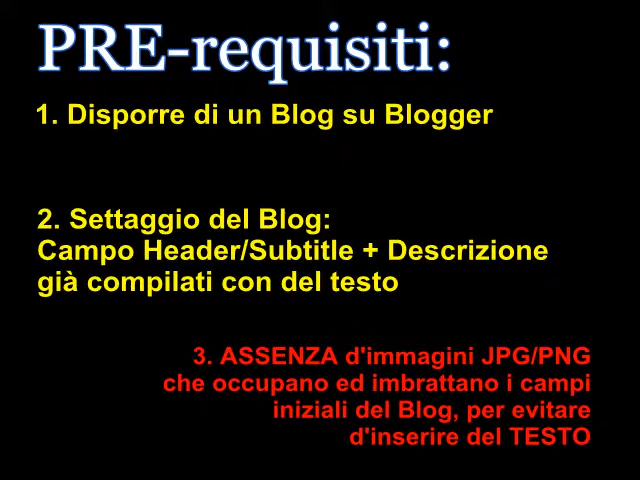 PRE-requisiti:
1. Disporre di un Blog su Blogger
2. Settaggio del Blog:
Campo Header/Subtitle + Descrizione
già compilati con del testo
3. ASSENZA d'immagini JPG/PNG
che occupano ed imbrattano i campi
iniziali del Blog, per evitare
d'inserire del TESTO